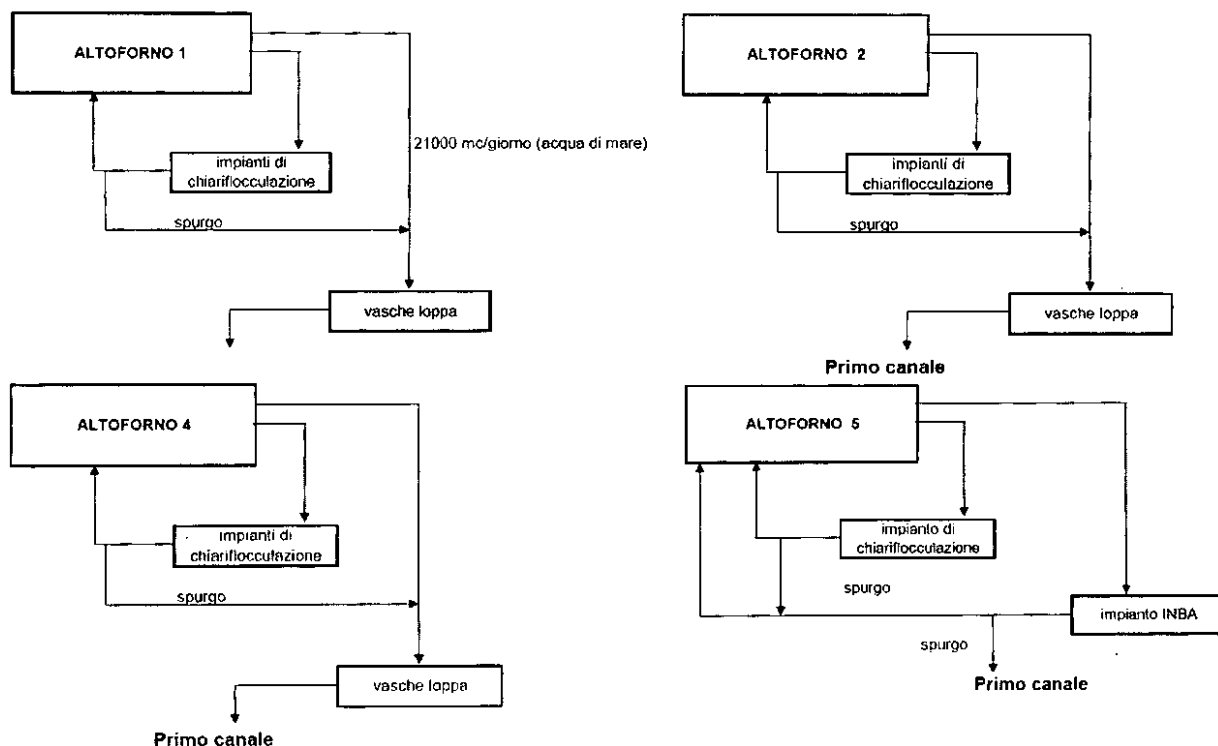 ALTOFORNO 1
21000 mc/giorno (acqua di mare)
impianti di
chiariflocculazione
spurgo
vasche loppa
ALTOFORNO 2
impianti di
chiariflocculazione
spurgo
vasche loppa
Primo canale
ALTOFORNO 4
impianti di
chiariflocculazione
spurgo
vasche loppa
Primo canale
ALTOFORNO 5
impianto di
chiariflocculazione
spurgo
impianto INBA
spurgo
Primo canale